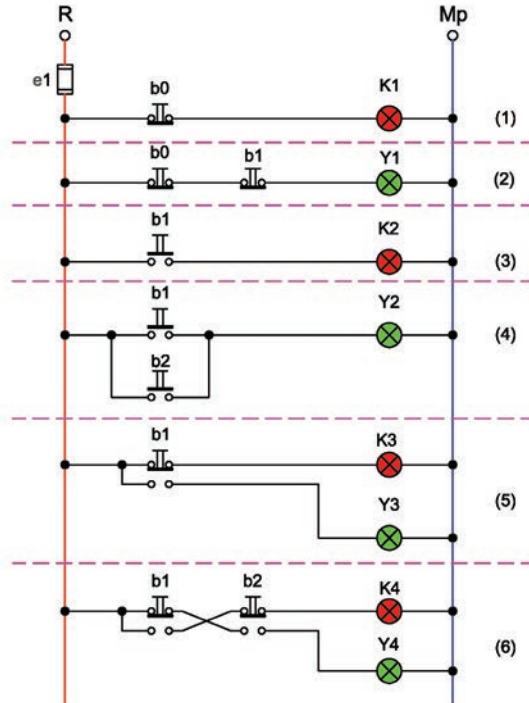 R Mp
e1
b0 K1
(1)
b0 b1 Y1
(2)
b1 K2
(3)
b1 Y2
(4)
b2
b1 K3
(5)
Y3
b1 b2 K4
(6)
Y4